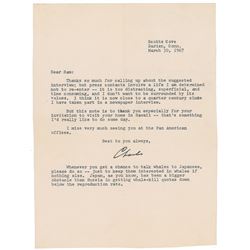 Scotts Cove
Darien, Conn.
March 10, 1967
Dear Sam:
Thanks so much for calling up about the suggested
interview; but press contacts involve a life I am determined
not to re-enter -- it is too distracting, superficial, and
time consuming, and I don't want to be surrounded by its
values. I think it is now close to a quarter century since I
have taken part in a newspaper interview.
But this note is to thank you especially for your
invitation to visit your home in Hawaii -- that's something
I'd really like to do some day.
I miss very much seeing you at the Pan American
offices.
Best to you always,
Charles
Whenever you get a chance to talk whales to Japanese,
please do so -- just to keep them interested in whales if
nothing else. Japan, as you know, has been a bigger
obstacle than Russia in getting whale-kill quotas down below
the reproduction rate.